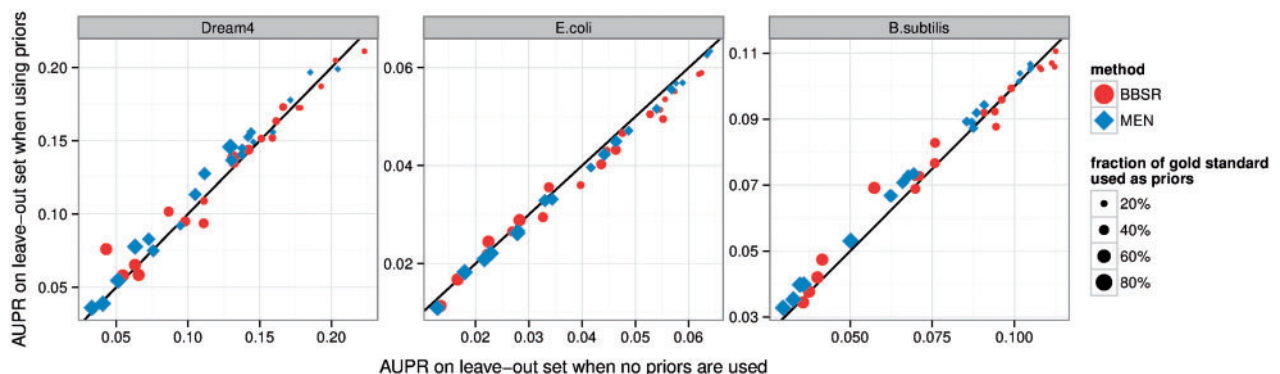 Dream4
E.coli
B.subtilis
AUPR on leave−out set when using priors
0.20
0.15
0.10
0.05
0.06
0.04
0.02
0.11
0.09
0.07
0.05
0.03
0.05 0.10 0.15 0.20
0.02 0.03 0.04 0.05 0.06
0.050 0.075 0.100
AUPR on leave−out set when no priors are used
method
BBSR
MEN
fraction of gold standard
used as priors
20%
40%
60%
80%